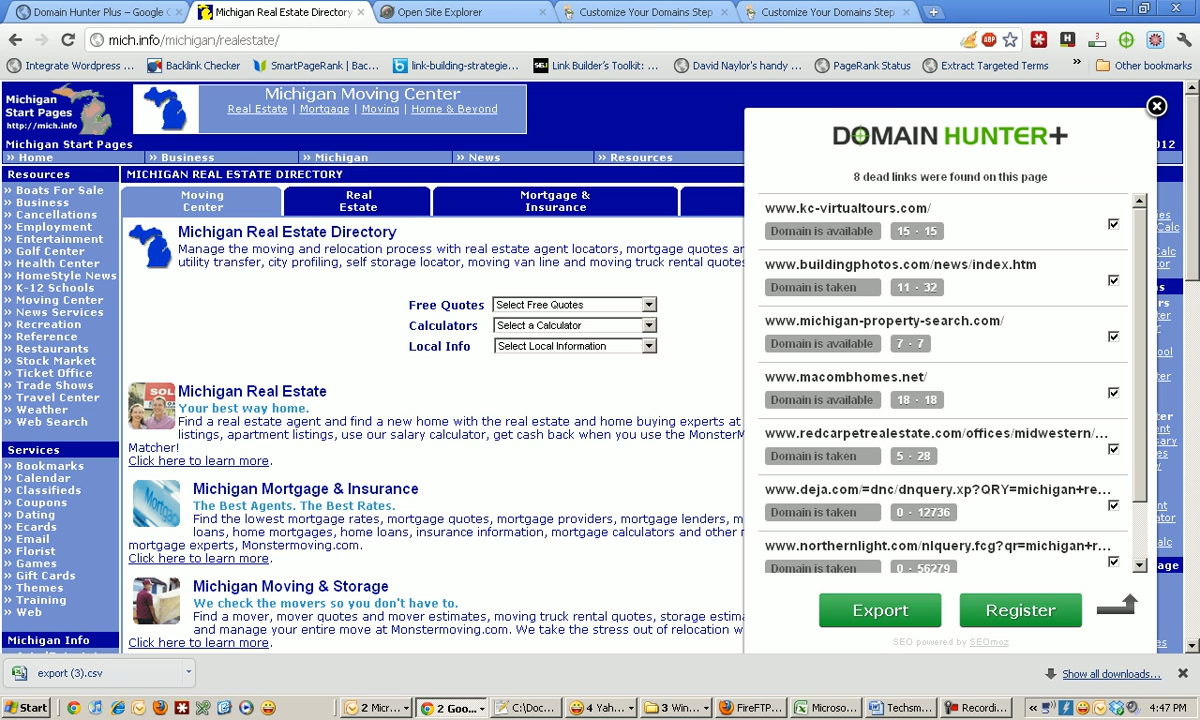 Domain Hunter Plus – Google C
Michigan Real Estate Directory
Open Site Explorer
Customize Your Domains Step
Customize Your Domains Step
mich.info/michigan/realestate/
Integrate Wordpress ...
Backlink Checker
SmartPageRank | Bac...
link-building-strategie...
Link Builder's Toolkit: ...
David Naylor's handy ...
PageRank Status
Extract Targeted Terms
»
Other bookmarks
Michigan
Start Pages
http://mich.info
Michigan Moving Center
Real Estate | Mortgage | Moving | Home & Beyond
Michigan Start Pages
» Home
» Business
» Michigan
» News
» Resources
Resources
» Boats For Sale
» Business
» Cancellations
» Employment
» Entertainment
» Golf Center
» Health Center
» HomeStyle News
» K-12 Schools
» Moving Center
» News Services
» Recreation
» Reference
» Restaurants
» Stock Market
» Ticket Office
» Trade Shows
» Travel Center
» Weather
» Web Search
Services
» Bookmarks
» Calendar
» Classifieds
» Coupons
» Dating
» Ecards
» Email
» Florist
» Games
» Gift Cards
» Themes
» Training
» Web
Michigan Info
MICHIGAN REAL ESTATE DIRECTORY
Moving
Center
Real
Estate
Mortgage &
Insurance
Michigan Real Estate Directory
Manage the moving and relocation process with real estate agent locators, mortgage quotes an
utility transfer, city profiling, self storage locator, moving van line and moving truck rental quotes
Free Quotes
Select Free Quotes
Calculators
Select a Calculator
Local Info
Select Local Information
Michigan Real Estate
Your best way home.
Find a real estate agent and find a new home with the real estate and home buying experts at
listings, apartment listings, use our salary calculator, get cash back when you use the MonsterM
Matcher!
Click here to learn more.
Michigan Mortgage & Insurance
The Best Agents. The Best Rates.
Find the lowest mortgage rates, mortgage quotes, mortgage providers, mortgage lenders, m
loans, home mortgages, home loans, insurance information, mortgage calculators and other r
mortgage experts, Monstermoving.com.
Click here to learn more.
Michigan Moving & Storage
We check the movers so you don't have to.
Find a mover, mover quotes and mover estimates, moving truck rental quotes, storage estima
and manage your entire move at Monstermoving.com. We take the stress out of relocation w
Click here to learn more.
DOMAIN HUNTER+
8 dead links were found on this page
www.kc-virtualtours.com/
Domain is available
15 - 15
www.buildingphotos.com/news/index.htm
Domain is taken
11 - 32
www.michigan-property-search.com/
Domain is available
7 - 7
www.macombhomes.net/
Domain is available
18 - 18
www.redcarpetrealestate.com/offices/midwestern/...
Domain is taken
5 - 28
www.deja.com/=dnc/dnquery.xp?QRY=michigan+re...
Domain is taken
0 - 12736
www.northernlight.com/nlquery.fcg?qr=michigan+r...
Domain is taken
0 - 56279
Export
Register
SEO powered by SEOmoz
export (3).csv
Show all downloads...
Start
2 Micr...
2 Goo...
C:\Doc...
4 Yah...
3 Win...
FireFTP...
Microso...
Techsm...
Recordi...
4:47 PM